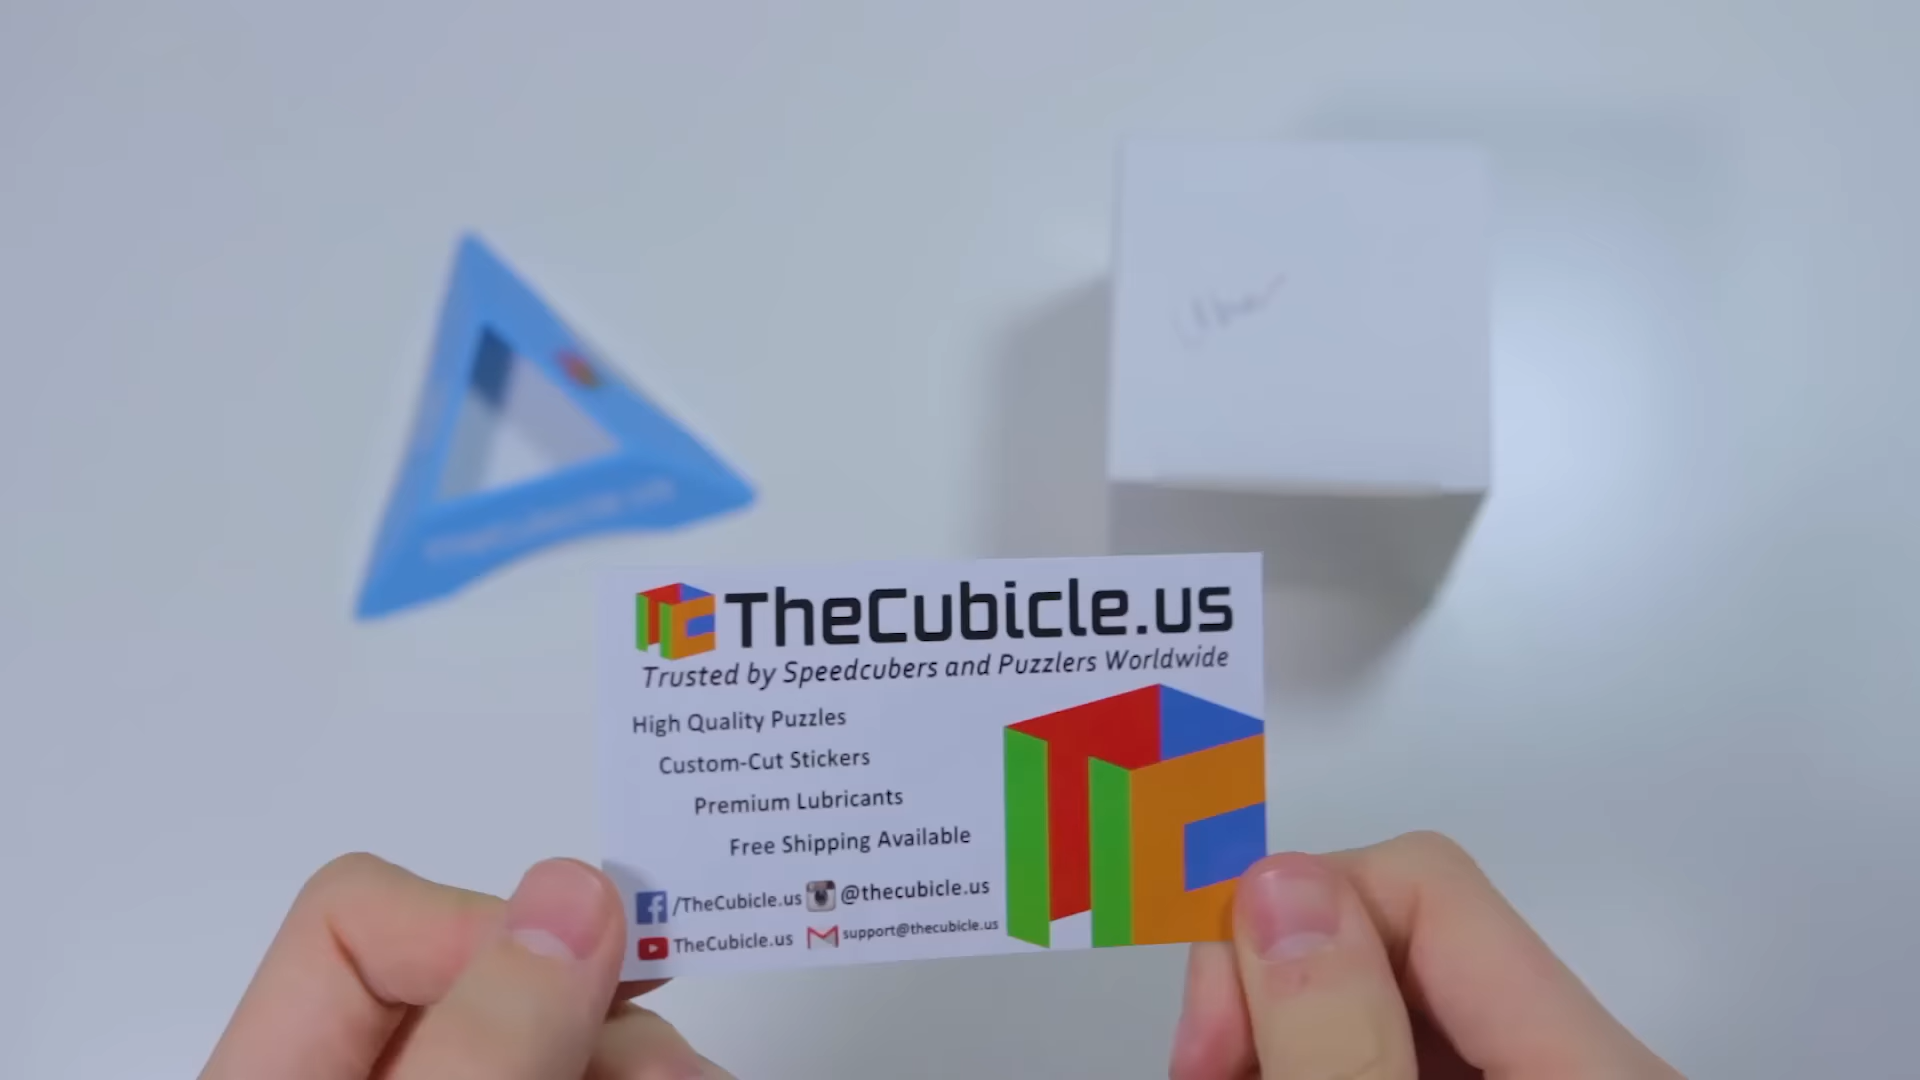 TheCubicle.us
Trusted by Speedcubers and Puzzlers Worldwide
High Quality Puzzles
Custom-Cut Stickers
Premium Lubricants
Free Shipping Available
/TheCubicle.us @thecubicle.us
TheCubicle.us support@thecubicle.us